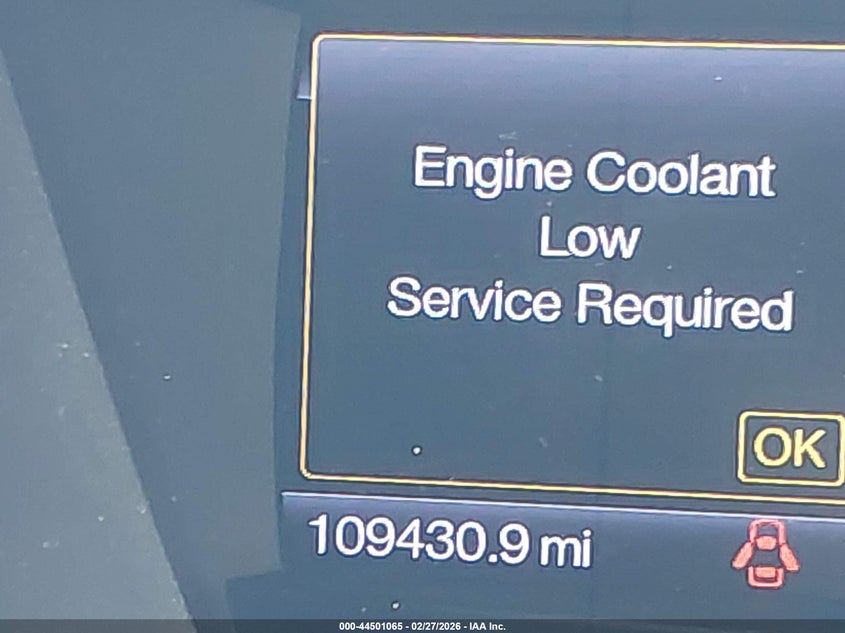 Engine Coolant
Low
Service Required
OK
109430.9 mi
000-44501065 - 02/27/2026 - IAA Inc.